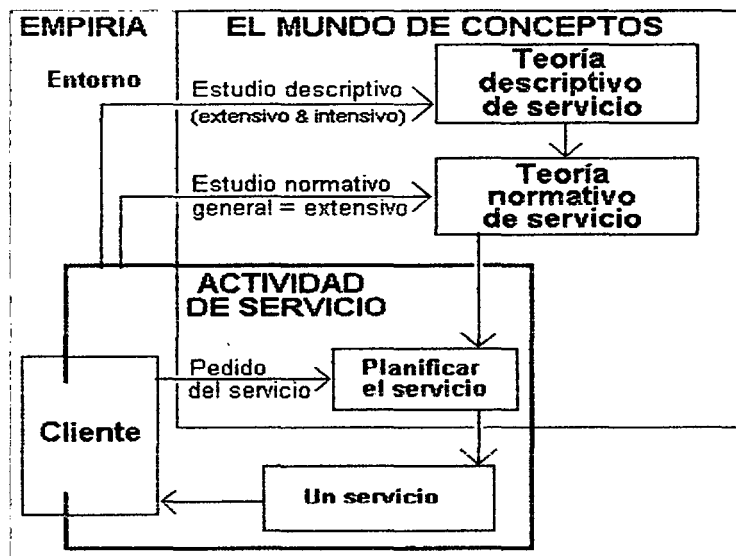 EMPIRIA
EL MUNDO DE CONCEPTOS
Entorno
Estudio descriptivo
(extensivo & intensivo)
Teoría
descriptivo
de servicio
Estudio normativo
general = extensivo
Teoría
normativo
de servicio
ACTIVIDAD
DE SERVICIO
Pedido
del servicio
Planificar
el servicio
Cliente
Un servicio